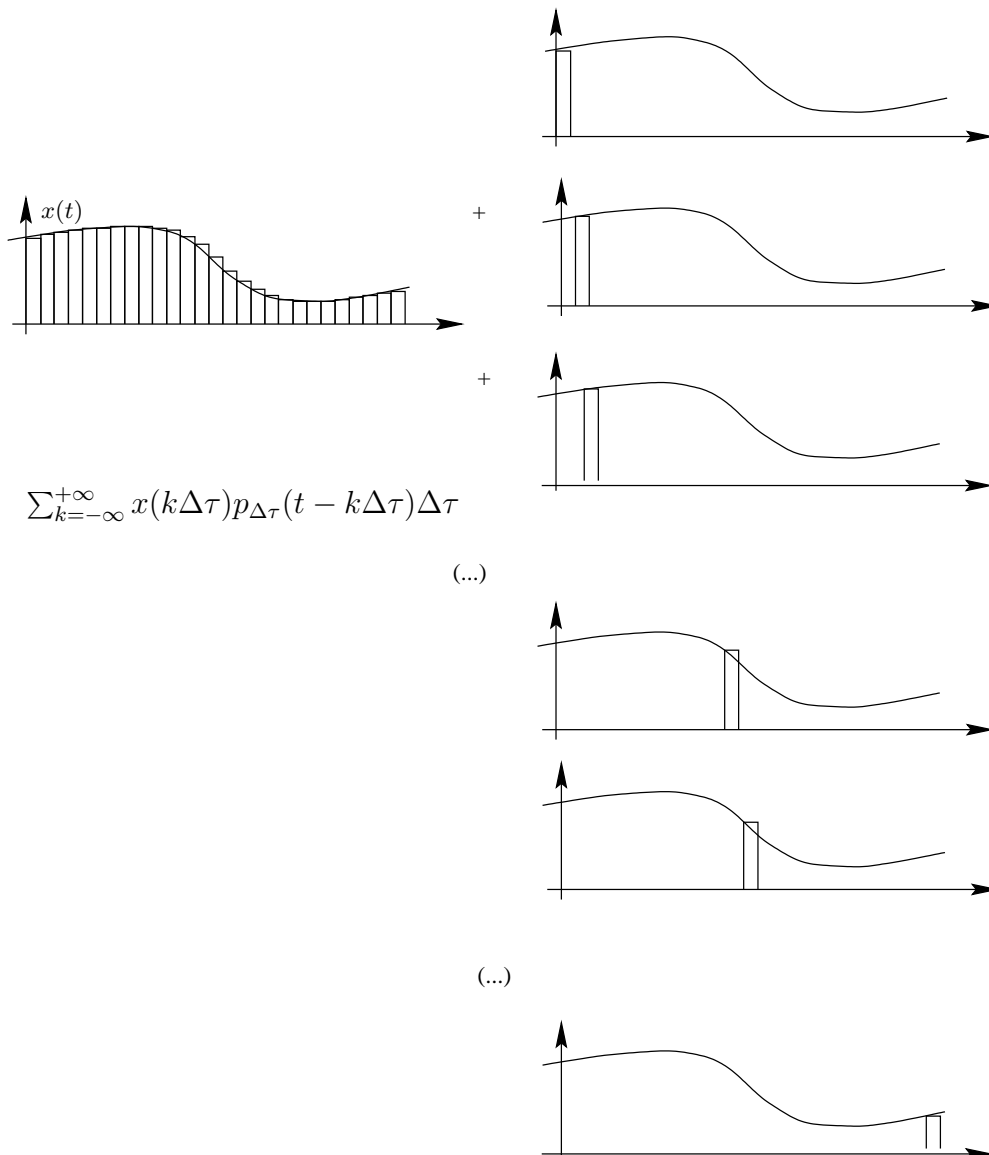 x(t)
+
+
∑_{k=-∞}^{+∞} x(kΔτ)p_{Δτ}(t − kΔτ)Δτ
(...)
(...)